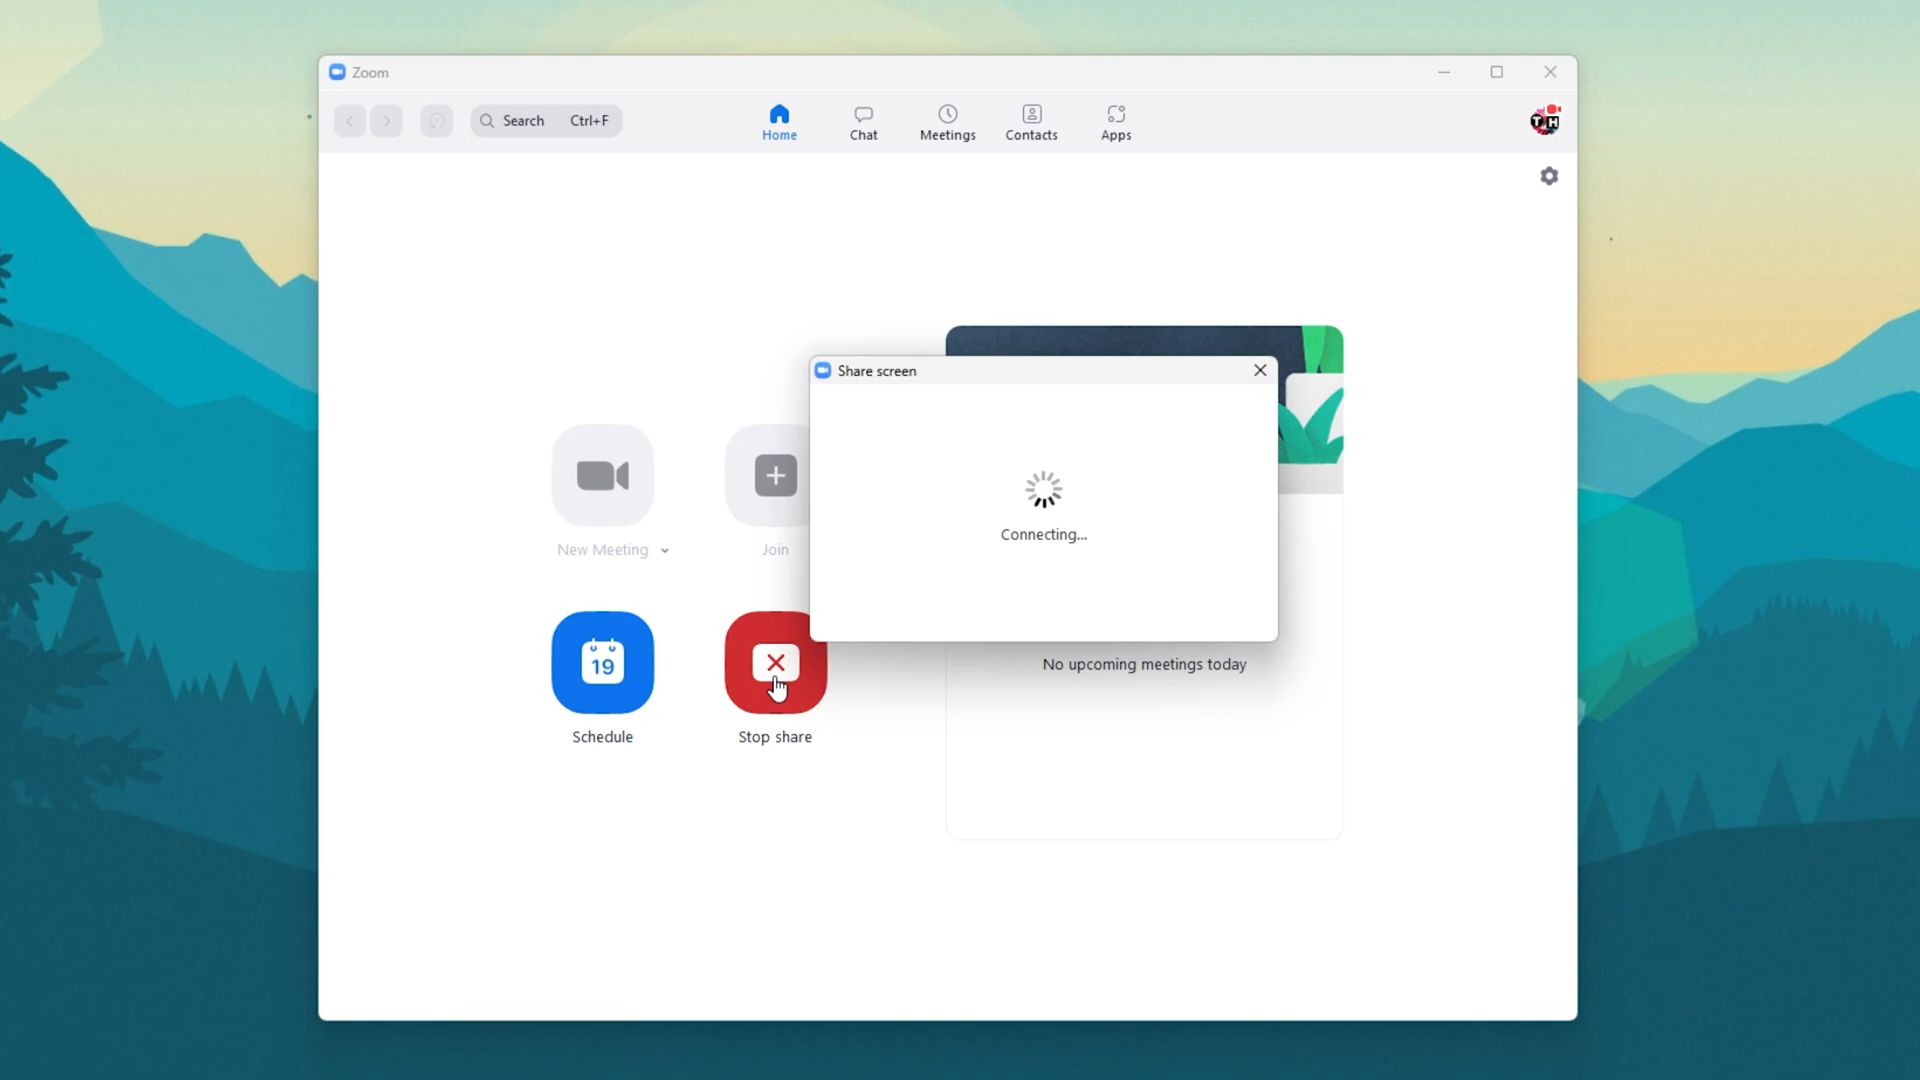 Zoom
Search Ctrl+F
Home
Chat
Meetings
Contacts
Apps
TH
Share screen
Connecting...
New Meeting
Join
19
Schedule
Stop share
No upcoming meetings today